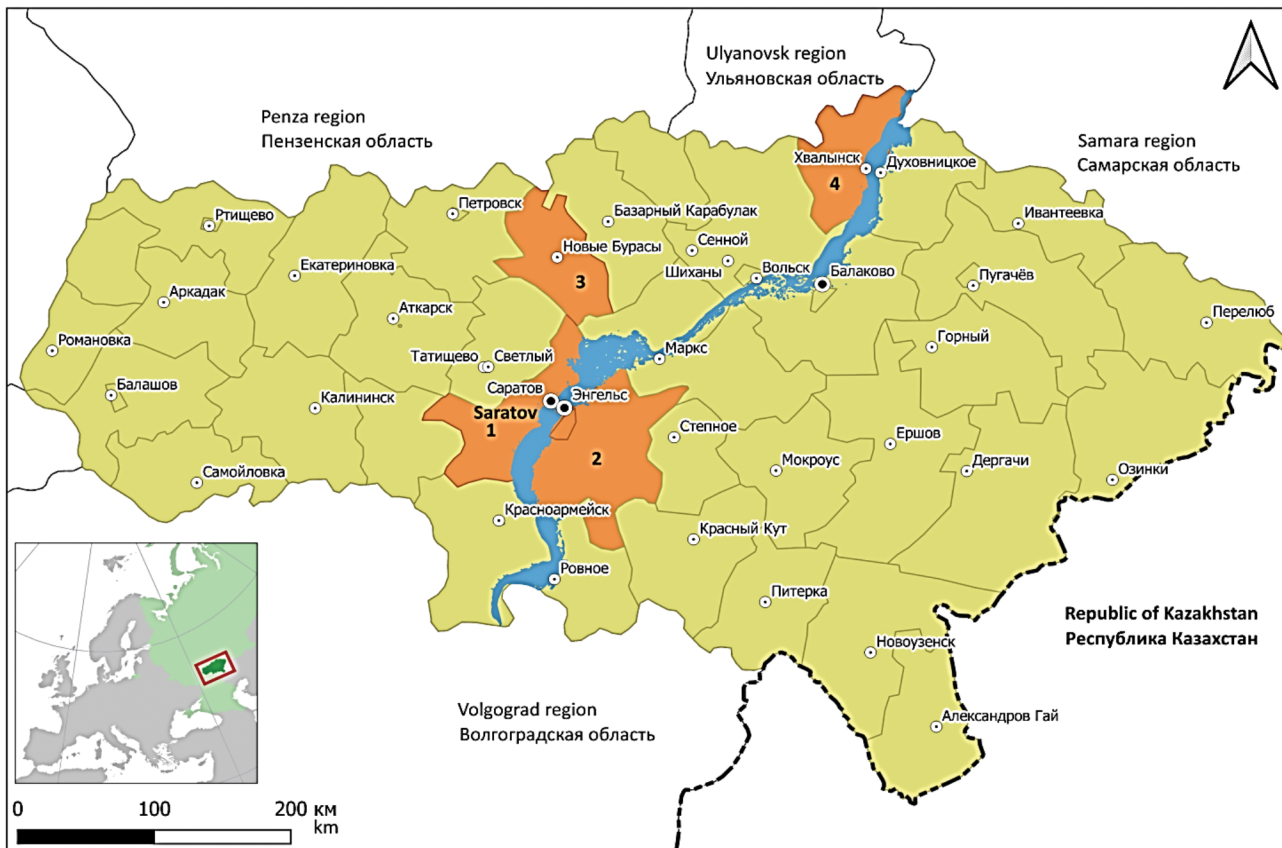 Ulyanovsk region
Ульяновская область
Penza region
Пензенская область
Samara region
Самарская область
Хвалынск
Духовницкое
4
Ртищево
Петровск
Базарный Карабулак
Ивантеевка
Новые Бурасы
Сенной
Екатериновка
Шиханы
Вольск
Балаково
Пугачёв
3
Аркадак
Аткарск
Перелюб
Романовка
Татищево
Светлый
Маркс
Горный
Балашов
Саратов
Энгельс
Калининск
Saratov
1
2
Степное
Ершов
Самойловка
Мокроус
Дергачи
Озинки
Красноармейск
Красный Кут
Ровное
Питерка
Republic of Kazakhstan
Республика Казахстан
Новоузенск
Volgograd region
Волгоградская область
Александров Гай
0 100 200 км
km